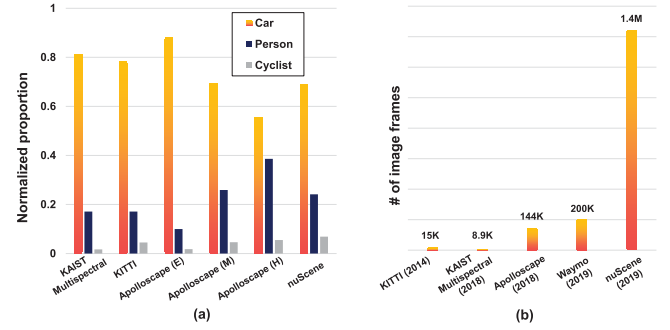 Normalized proportion
1
0.8
0.6
0.4
0.2
0
Car
Person
Cyclist
KAIST
Multispectral
KITTI
Apolloscape (E)
Apolloscape (M)
Apolloscape (H)
nuScene
(a)
# of image frames
15K
8.9K
144K
200K
1.4M
KITTI (2014)
KAIST
Multispectral
(2018)
Apolloscape
(2018)
Waymo
(2019)
nuScene
(2019)
(b)